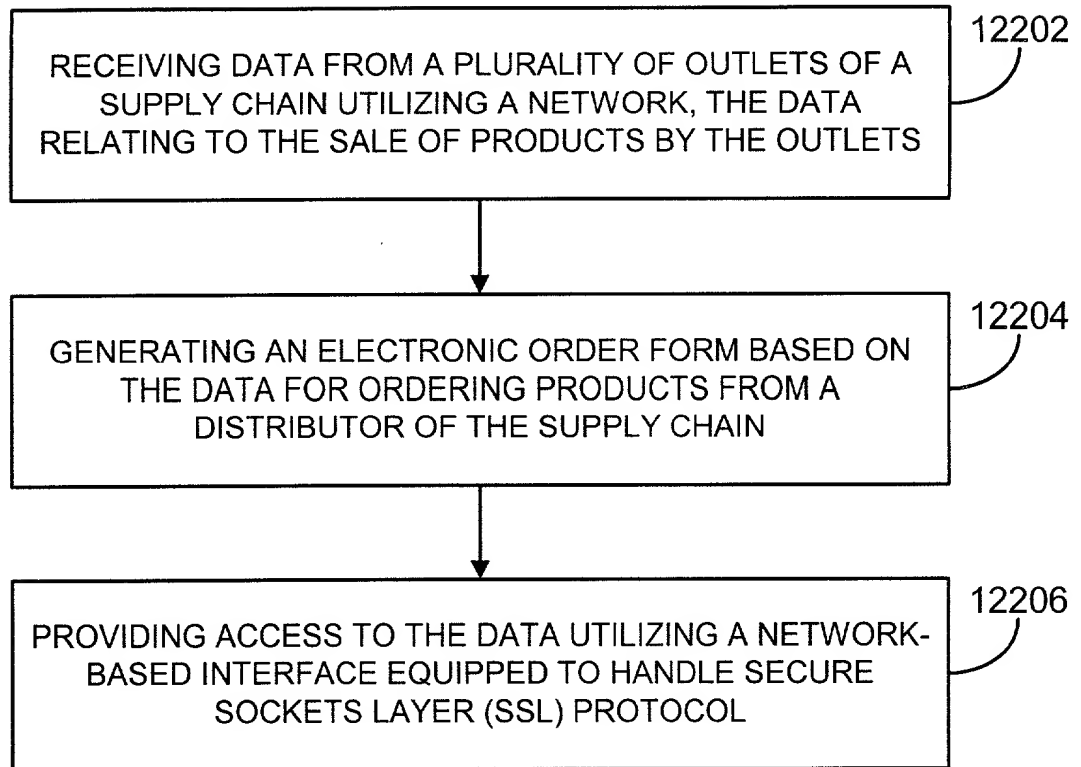 12202
RECEIVING DATA FROM A PLURALITY OF OUTLETS OF A
SUPPLY CHAIN UTILIZING A NETWORK, THE DATA
RELATING TO THE SALE OF PRODUCTS BY THE OUTLETS
12204
GENERATING AN ELECTRONIC ORDER FORM BASED ON
THE DATA FOR ORDERING PRODUCTS FROM A
DISTRIBUTOR OF THE SUPPLY CHAIN
12206
PROVIDING ACCESS TO THE DATA UTILIZING A NETWORK-
BASED INTERFACE EQUIPPED TO HANDLE SECURE
SOCKETS LAYER (SSL) PROTOCOL